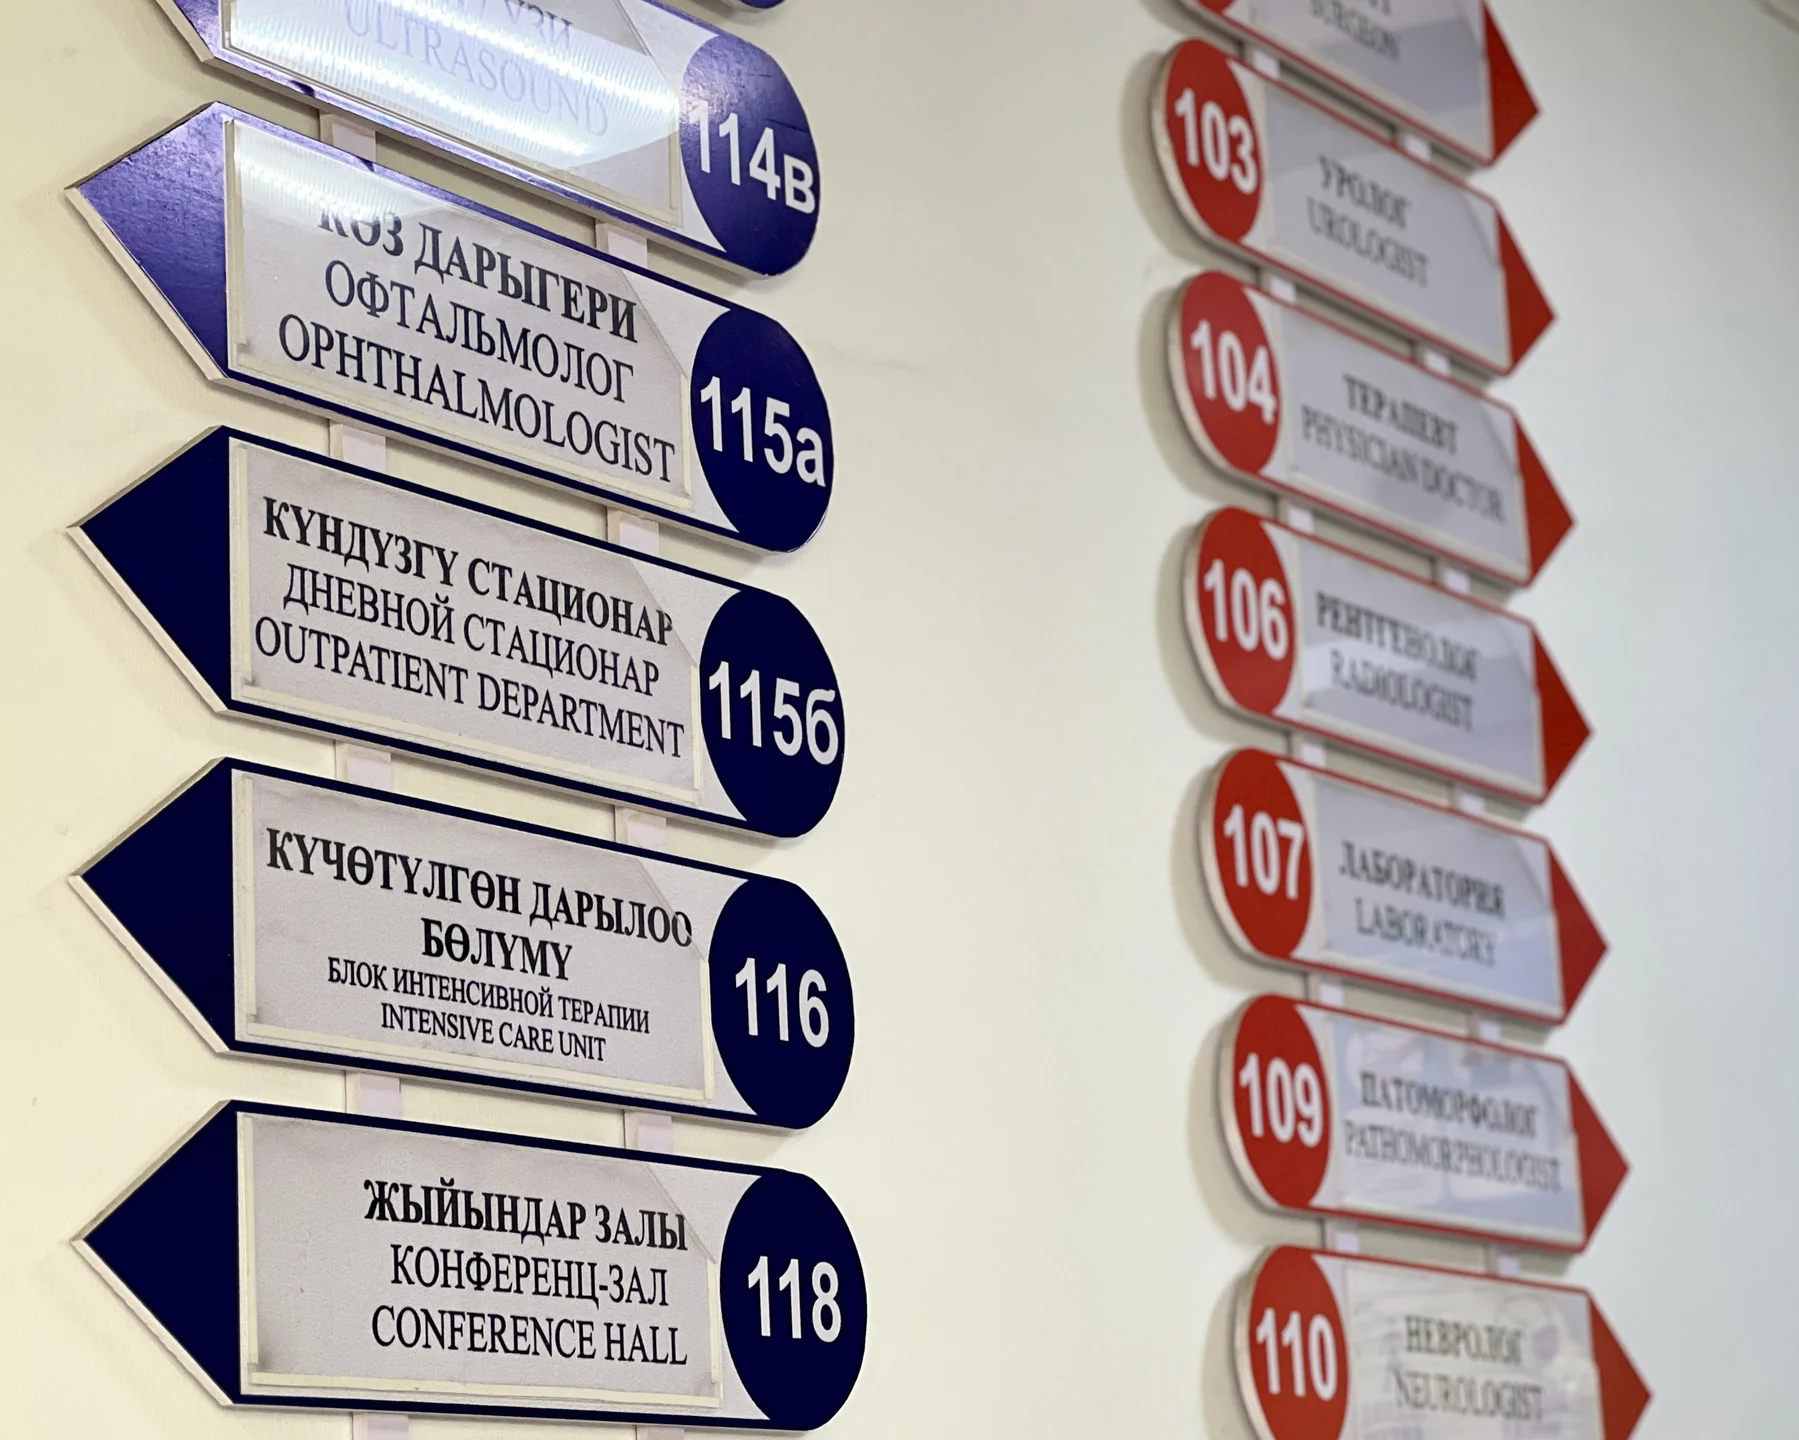 УЗИ
ULTRASOUND
114в
КӨЗ ДАРЫГЕРИ
ОФТАЛЬМОЛОГ
OPHTHALMOLOGIST
115а
КҮНДҮЗГҮ СТАЦИОНАР
ДНЕВНОЙ СТАЦИОНАР
OUTPATIENT DEPARTMENT
115б
КҮЧӨТҮЛГӨН ДАРЫЛОО
БӨЛҮМҮ
БЛОК ИНТЕНСИВНОЙ ТЕРАПИИ
INTENSIVE CARE UNIT
116
ЖЫЙЫНДАР ЗАЛЫ
КОНФЕРЕНЦ-ЗАЛ
CONFERENCE HALL
118
SURGEON
103
УРОЛОГ
UROLOGIST
104
ТЕРАПЕВТ
PHYSICIAN DOCTOR
106
РЕНТГЕНОЛОГ
RADIOLOGIST
107
ЛАБОРАТОРИЯ
LABORATORY
109
ПАТОМОРФОЛОГ
PATHOMORPHOLOGIST
110
НЕВРОЛОГ
NEUROLOGIST